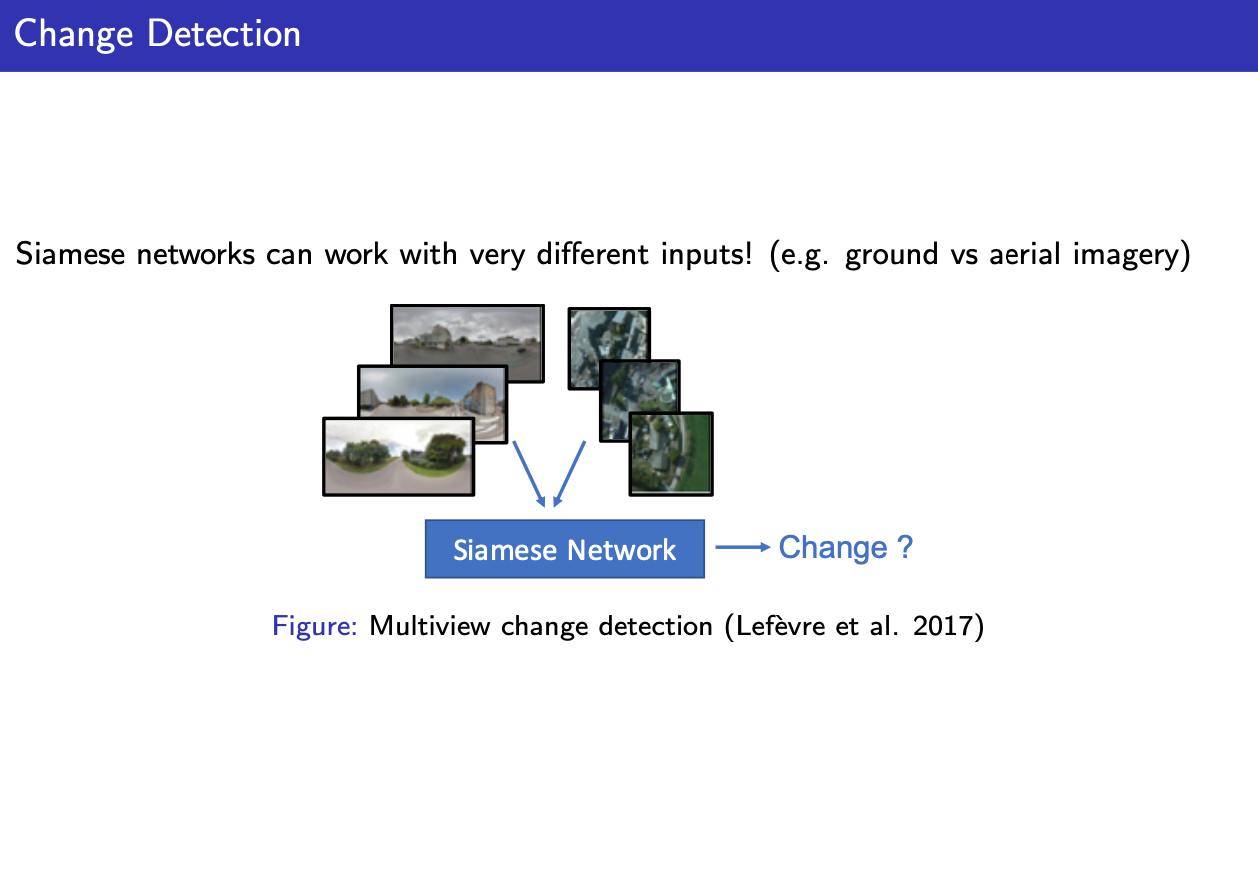 Change Detection
Siamese networks can work with very different inputs! (e.g. ground vs aerial imagery)
Siamese Network
Change ?
Figure: Multiview change detection (Lefèvre et al. 2017)